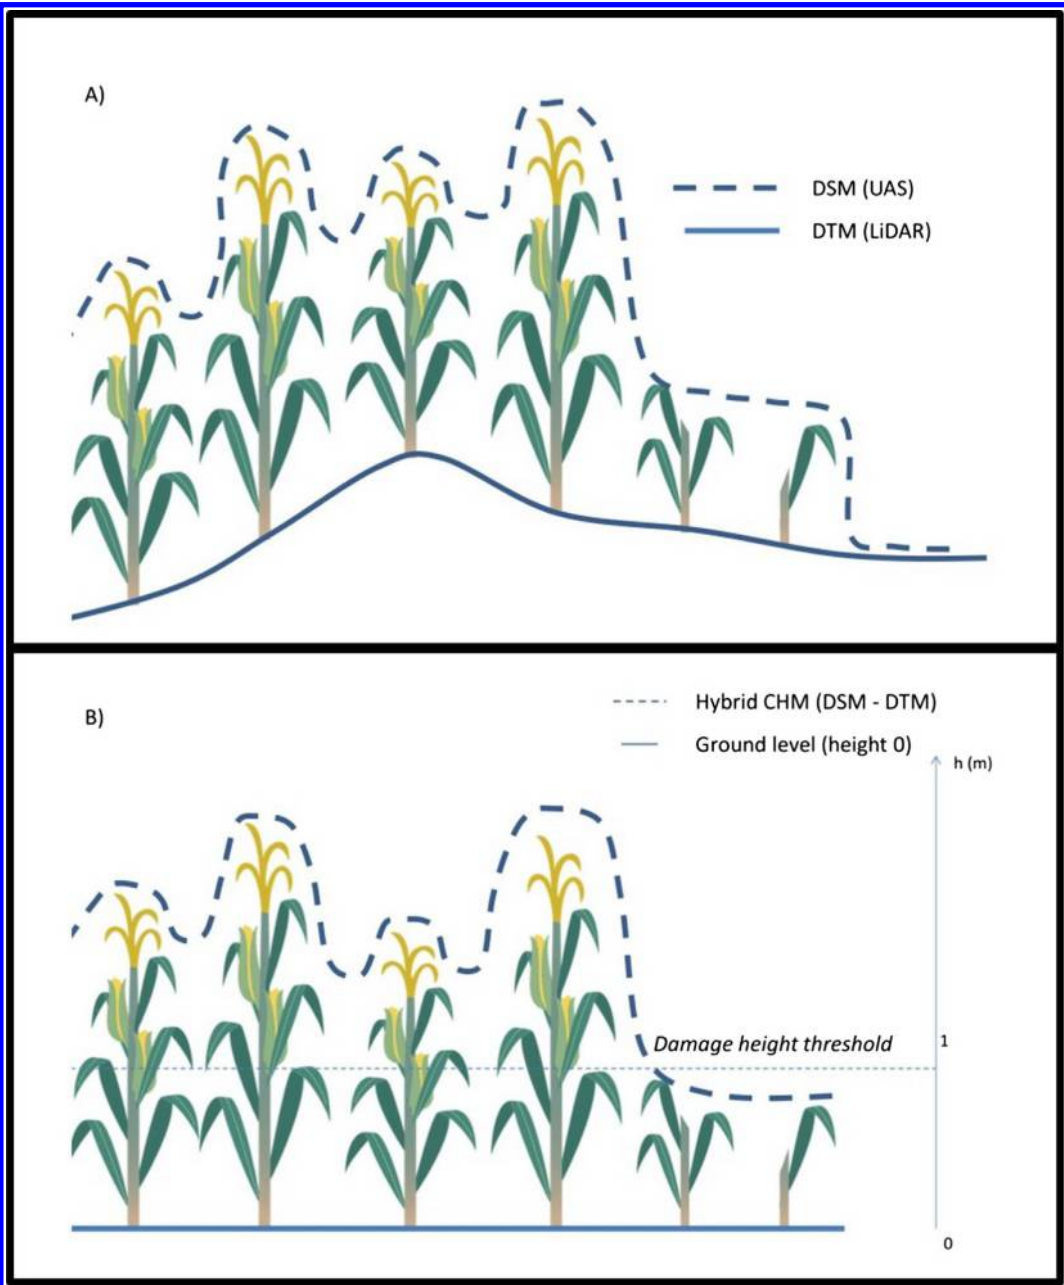 A)
DSM (UAS)
DTM (LiDAR)
B)
Hybrid CHM (DSM - DTM)
Ground level (height 0)
h (m)
Damage height threshold
1
0